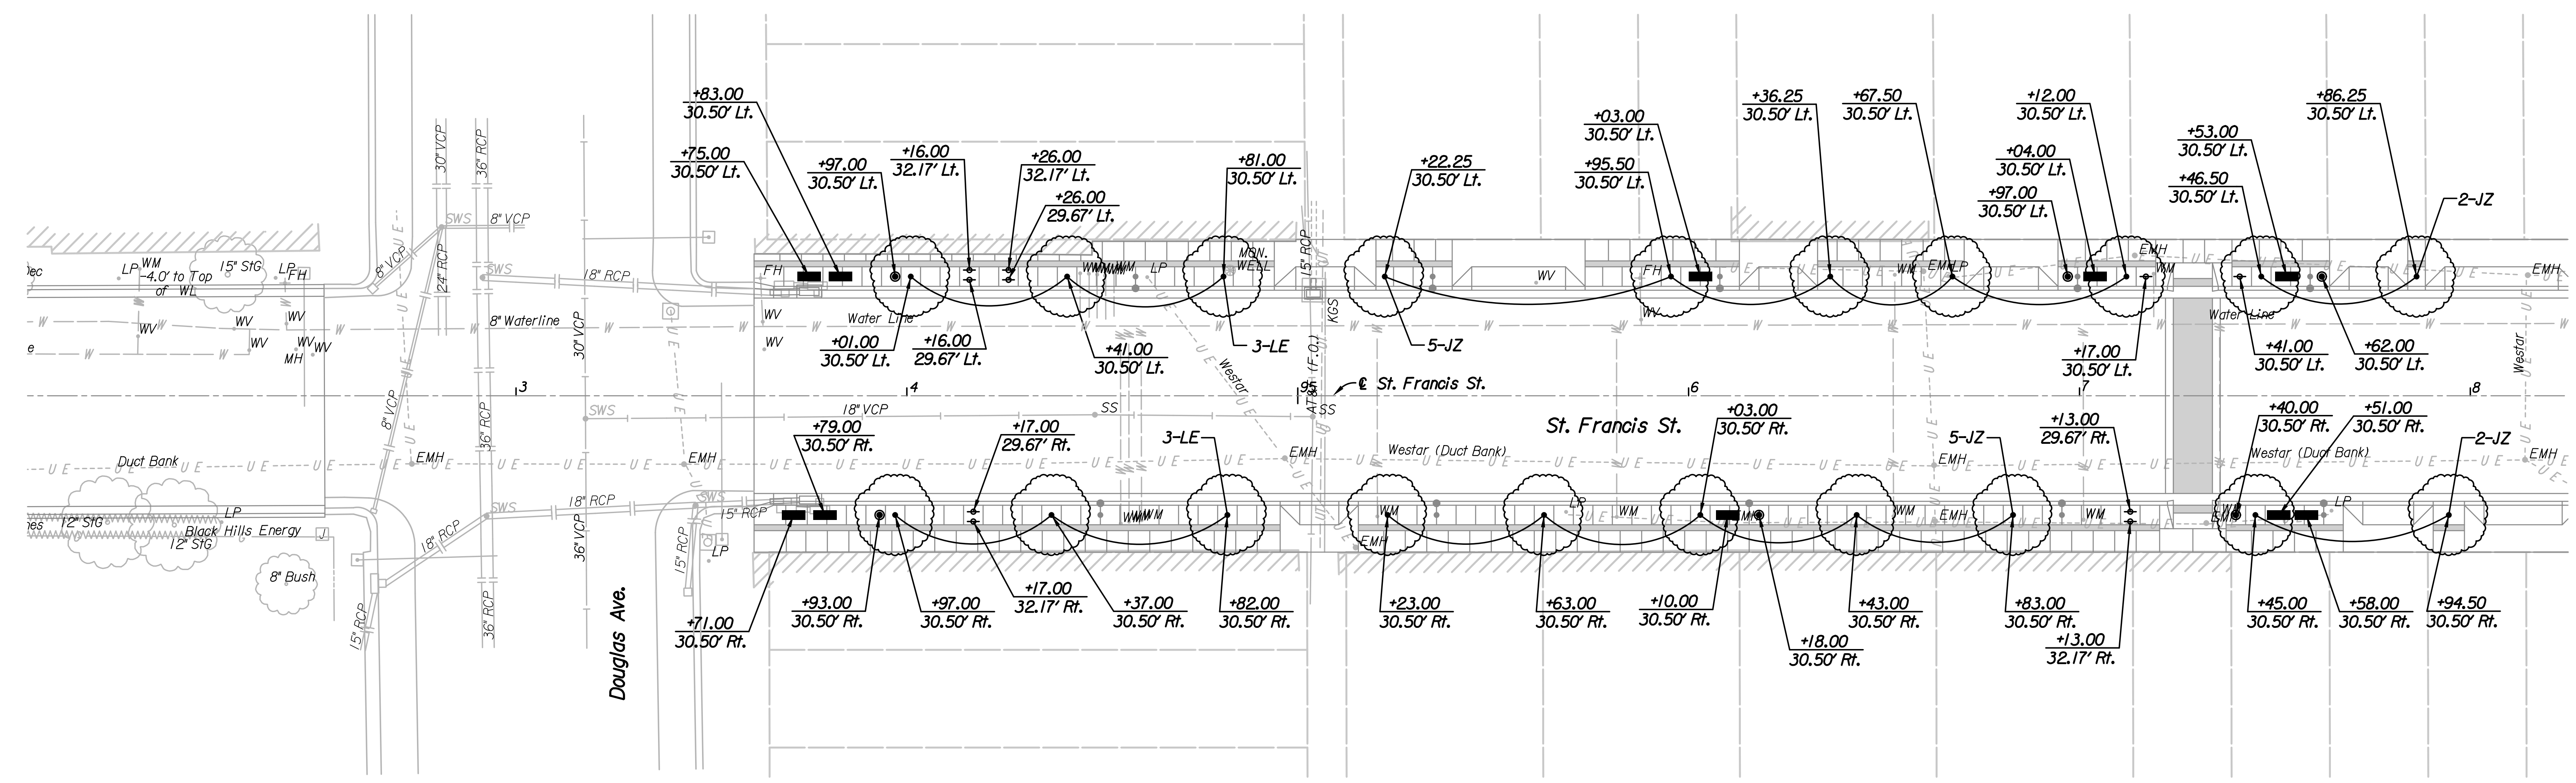 +83.00
30.50' Lt.
+75.00
30.50' Lt.
+97.00
30.50' Lt.
+16.00
32.17' Lt.
+26.00
32.17' Lt.
+26.00
29.67' Lt.
+81.00
30.50' Lt.
+22.25
30.50' Lt.
+03.00
30.50' Lt.
+95.50
30.50' Lt.
+36.25
30.50' Lt.
+67.50
30.50' Lt.
+12.00
30.50' Lt.
+04.00
30.50' Lt.
+97.00
30.50' Lt.
+53.00
30.50' Lt.
+46.50
30.50' Lt.
+86.25
30.50' Lt.
2-JZ
30" VCP
36" RCP
SWS
8" VCP
8" VCP
24" RCP
SWS
18" RCP
LP
WM
-4.0' to Top
of WL
15" StG
LP
FH
FH
WM
LP
MON.
WELL
15" RCP
WV
FH
WM
EMH
LP
EMH
WM
EMH
WV
WV
WV
WV
WV
MH
W
W
W
8" Waterline
30" VCP
WV
WV
Water Line
WV
Water Line
Westar
+01.00
30.50' Lt.
+16.00
29.67' Lt.
+41.00
30.50' Lt.
3-LE
Westar
KGS
AT&T (F.O.)
5-JZ
+17.00
30.50' Lt.
+41.00
30.50' Lt.
+62.00
30.50' Lt.
3
4
95
℄ St. Francis St.
6
7
8
8" VCP
36" RCP
SWS
18" VCP
SS
SS
St. Francis St.
+79.00
30.50' Rt.
+17.00
29.67' Rt.
3-LE
+03.00
30.50' Rt.
5-JZ
+13.00
29.67' Rt.
+40.00
30.50' Rt.
+51.00
30.50' Rt.
2-JZ
Duct Bank
U E
EMH
EMH
EMH
Westar (Duct Bank)
EMH
Westar (Duct Bank)
EMH
12" StG
12" StG
LP
Black Hills Energy
J
18" RCP
SWS
18" RCP
SWS
15" RCP
36" VCP
15" RCP
LP
WM
EMH
WM
LP
WM
WM
EMH
WM
LP
8" Bush
15" RCP
36" RCP
Douglas Ave.
+71.00
30.50' Rt.
+93.00
30.50' Rt.
+97.00
30.50' Rt.
+17.00
32.17' Rt.
+37.00
30.50' Rt.
+82.00
30.50' Rt.
+23.00
30.50' Rt.
+63.00
30.50' Rt.
+10.00
30.50' Rt.
+18.00
30.50' Rt.
+43.00
30.50' Rt.
+83.00
30.50' Rt.
+13.00
32.17' Rt.
+45.00
30.50' Rt.
+58.00
30.50' Rt.
+94.50
30.50' Rt.